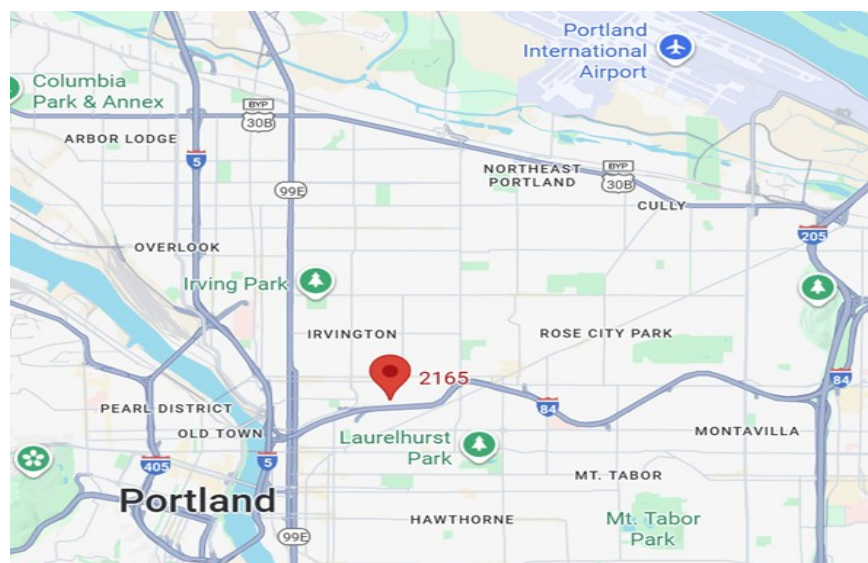 Portland
International
Airport
Columbia
Park & Annex
BYP
30B
ARBOR LODGE
5
99E
NORTHEAST
PORTLAND
BYP
30B
CULLY
205
OVERLOOK
Irving Park
IRVINGTON
ROSE CITY PARK
2165
84
84
PEARL DISTRICT
OLD TOWN
Laurelhurst
Park
MONTAVILLA
405
5
MT. TABOR
Portland
HAWTHORNE
Mt. Tabor
Park
99E